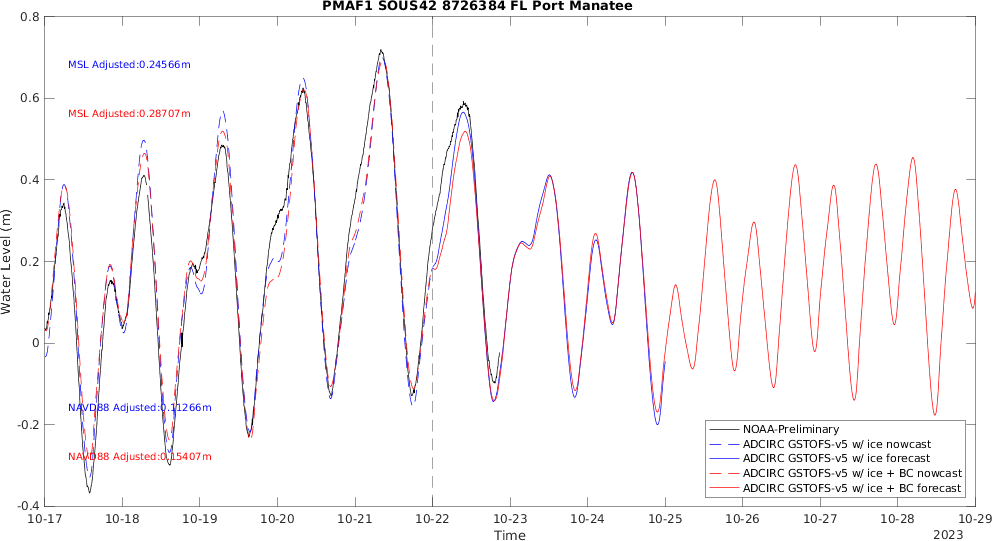 PMAF1 SOUS42 8726384 FL Port Manatee
0.8
0.6
0.4
0.2
0
-0.2
-0.4
Water Level (m)
MSL Adjusted:0.24566m
MSL Adjusted:0.28707m
NAVD88 Adjusted:0.11266m
NAVD88 Adjusted:0.15407m
NOAA-Preliminary
ADCIRC GSTOFS-v5 w/ ice nowcast
ADCIRC GSTOFS-v5 w/ ice forecast
ADCIRC GSTOFS-v5 w/ ice + BC nowcast
ADCIRC GSTOFS-v5 w/ ice + BC forecast
10-17 10-18 10-19 10-20 10-21 10-22 10-23 10-24 10-25 10-26 10-27 10-28 10-29
Time
2023